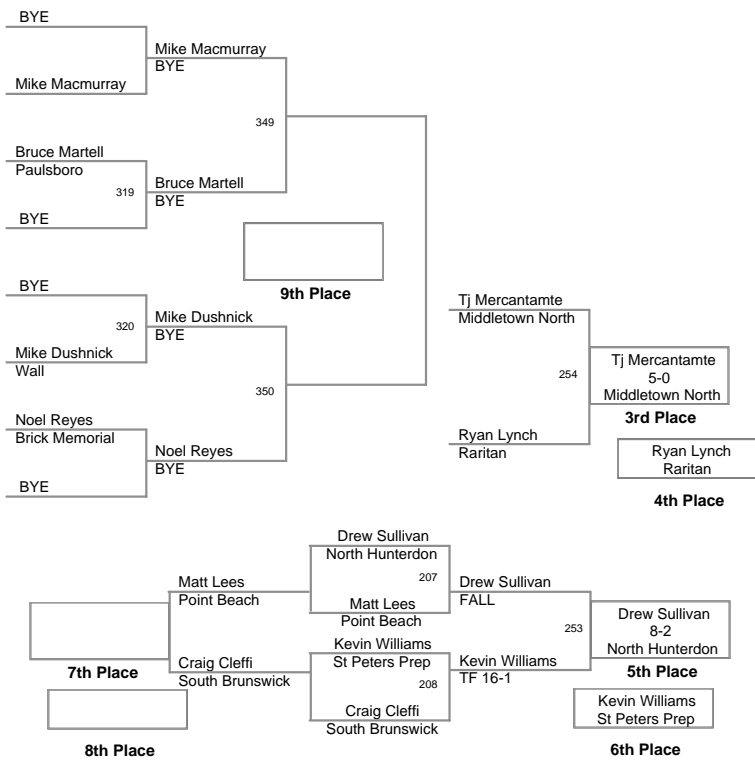 BYE
Mike Macmurray
BYE
Mike Macmurray
349
Bruce Martell
Paulsboro
319
Bruce Martell
BYE
BYE
9th Place
BYE
320
Mike Dushnick
BYE
Mike Dushnick
Wall
350
Noel Reyes
Brick Memorial
Noel Reyes
BYE
BYE
Tj Mercantamte
Middletown North
254
Tj Mercantamte
5-0
Middletown North
3rd Place
Ryan Lynch
Raritan
Ryan Lynch
Raritan
4th Place
Drew Sullivan
North Hunterdon
207
Matt Lees
Point Beach
Matt Lees
Point Beach
Drew Sullivan
FALL
253
Drew Sullivan
8-2
North Hunterdon
5th Place
7th Place
Craig Cleffi
South Brunswick
Kevin Williams
St Peters Prep
208
Craig Cleffi
South Brunswick
Kevin Williams
TF 16-1
Kevin Williams
St Peters Prep
6th Place
8th Place